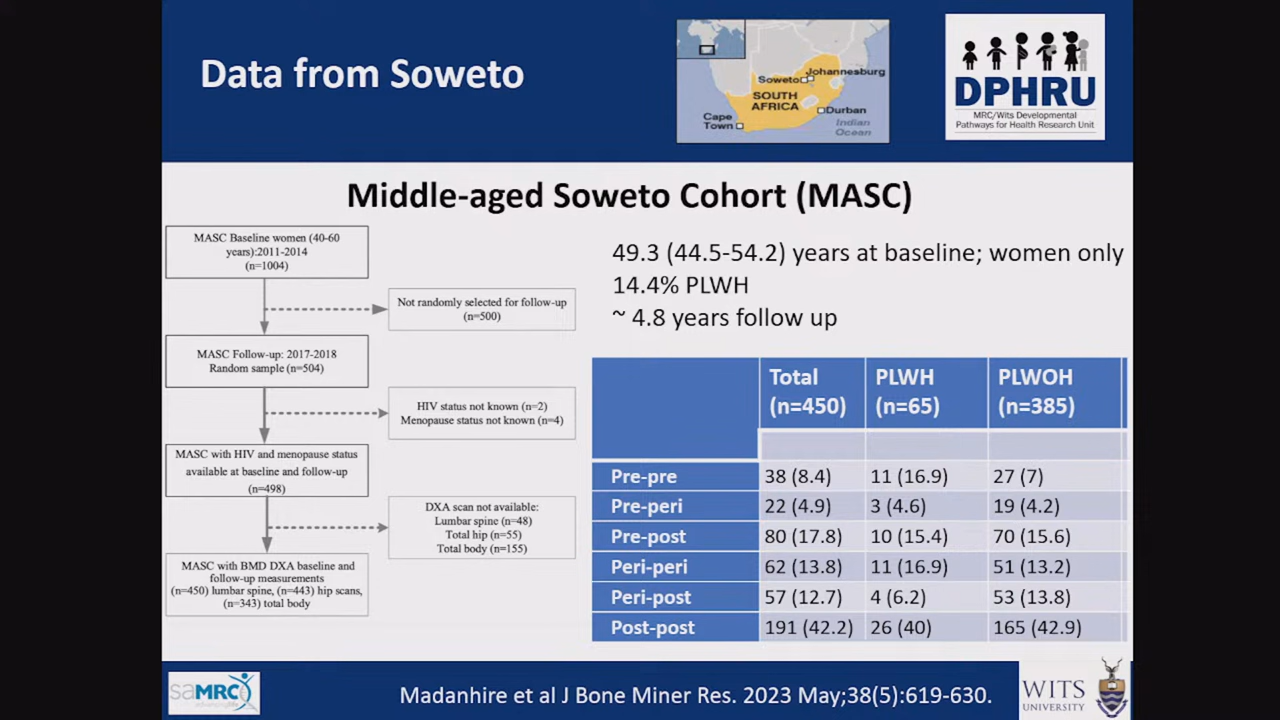 Data from Soweto
Johannesburg
Soweto
SOUTH
AFRICA
Durban
Cape
Town
Indian
Ocean
DPHRU
MRC/Wits Developmental
Pathways for Health Research Unit
Middle-aged Soweto Cohort (MASC)
MASC Baseline women (40-60
years):2011-2014
(n=1004)
Not randomly selected for follow-up
(n=500)
MASC Follow-up: 2017-2018
Random sample (n=504)
HIV status not known (n=2)
Menopause status not known (n=4)
MASC with HIV and menopause status
available at baseline and follow-up
(n=498)
DXA scan not available:
Lumbar spine (n=48)
Total hip (n=55)
Total body (n=155)
MASC with BMD DXA baseline and
follow-up measurements
(n=450) lumbar spine, (n=443) hip scans,
(n=343) total body
49.3 (44.5-54.2) years at baseline; women only
14.4% PLWH
~ 4.8 years follow up
Total PLWH PLWOH
(n=450) (n=65) (n=385)
Pre-pre 38 (8.4) 11 (16.9) 27 (7)
Pre-peri 22 (4.9) 3 (4.6) 19 (4.2)
Pre-post 80 (17.8) 10 (15.4) 70 (15.6)
Peri-peri 62 (13.8) 11 (16.9) 51 (13.2)
Peri-post 57 (12.7) 4 (6.2) 53 (13.8)
Post-post 191 (42.2) 26 (40) 165 (42.9)
saMRC
advancing life
Madanhire et al J Bone Miner Res. 2023 May;38(5):619-630.
WITS
UNIVERSITY